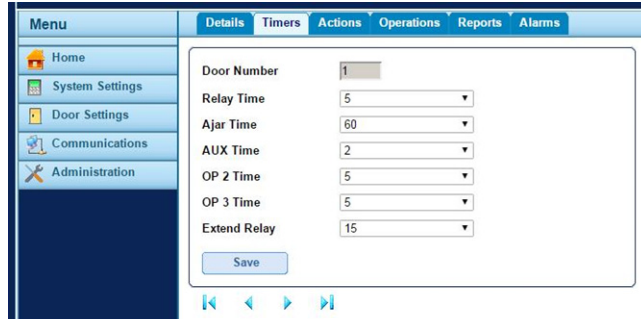 Menu
Home
System Settings
Door Settings
Communications
Administration
Details Timers Actions Operations Reports Alarms
Door Number 1
Relay Time 5
Ajar Time 60
AUX Time 2
OP 2 Time 5
OP 3 Time 5
Extend Relay 15
Save